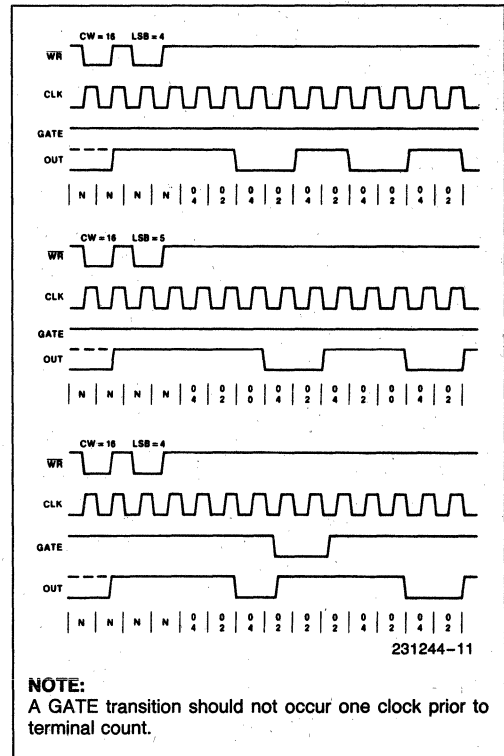 CW = 16 LSB = 4
WR
CLK
GATE
OUT
| N | N | N | N | 0 | 0 | 0 | 0 | 0 | 0 | 0 | 0 | 0 | 0 |
4 2 4 2 4 2 4 2 4 2
CW = 16 LSB = 5
WR
CLK
GATE
OUT
| N | N | N | N | 0 | 0 | 0 | 0 | 0 | 0 | 0 | 0 | 0 | 0 |
4 2 0 4 2 4 2 0 4 2
CW = 16 LSB = 4
WR
CLK
GATE
OUT
| N | N | N | N | 0 | 0 | 0 | 0 | 0 | 0 | 0 | 0 | 0 | 0 |
4 2 4 2 2 2 4 2 4 2
231244-11
NOTE:
A GATE transition should not occur one clock prior to
terminal count.